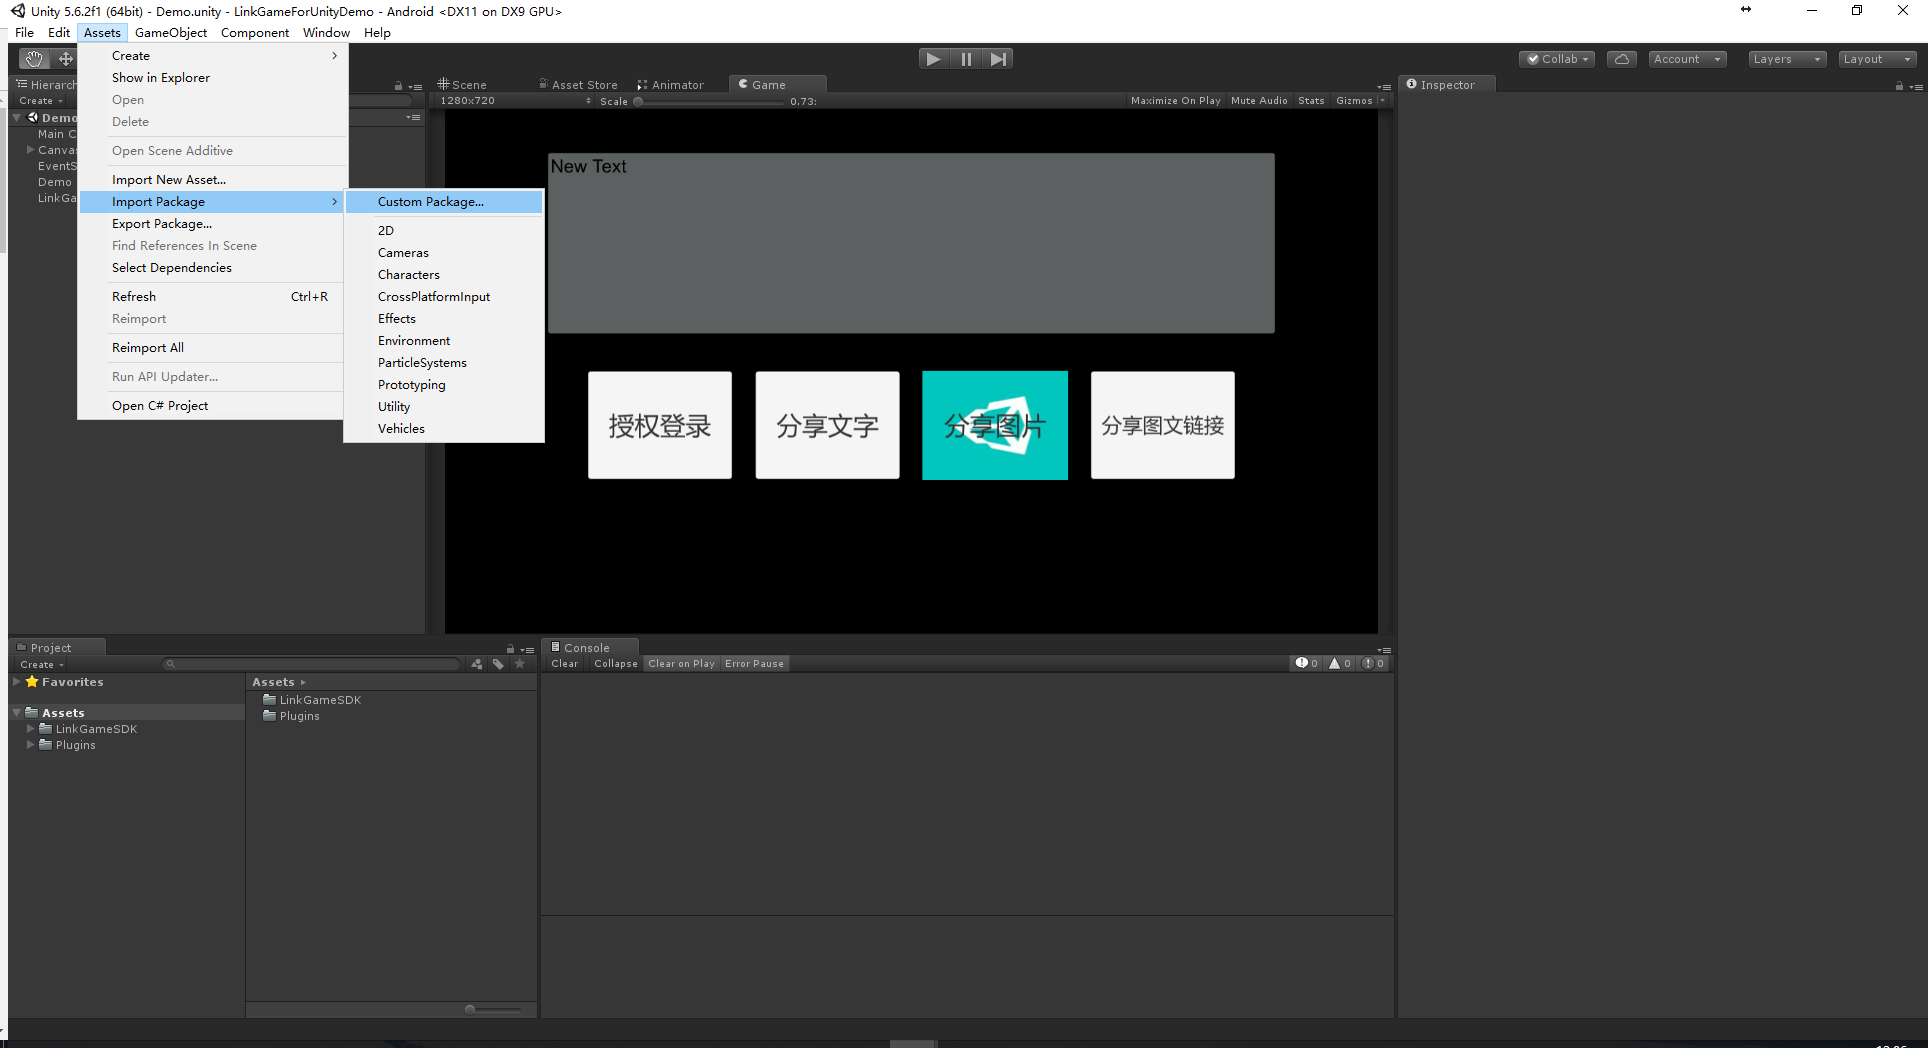 Unity 5.6.2f1 (64bit) - Demo.unity - LinkGameForUnityDemo - Android <DX11 on DX9 GPU>
File Edit Assets GameObject Component Window Help
Collab Account Layers Layout
Create
Show in Explorer
Open
Delete
Open Scene Additive
Import New Asset...
Import Package
Export Package...
Find References In Scene
Select Dependencies
Refresh Ctrl+R
Reimport
Reimport All
Run API Updater...
Open C# Project
Custom Package...
2D
Cameras
Characters
CrossPlatformInput
Effects
Environment
ParticleSystems
Prototyping
Utility
Vehicles
Hierarch
Create
Demo
Main C
Canvas
EventS
Demo
LinkGa
Scene Asset Store Animator Game
1280x720 Scale 0.73: Maximize On Play Mute Audio Stats Gizmos
New Text
授权登录 分享文字 分享图片 分享图文链接
Inspector
Project
Create
Favorites
Assets
LinkGameSDK
Plugins
Assets
LinkGameSDK
Plugins
Console
Clear Collapse Clear on Play Error Pause 0 0 0